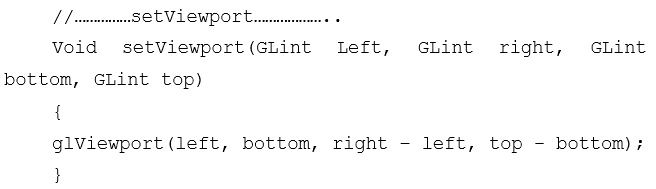 //……………setViewport………………..
Void setViewport(GLint Left, GLint right, GLint
bottom, GLint top)
{
glViewport(left, bottom, right – left, top – bottom);
}